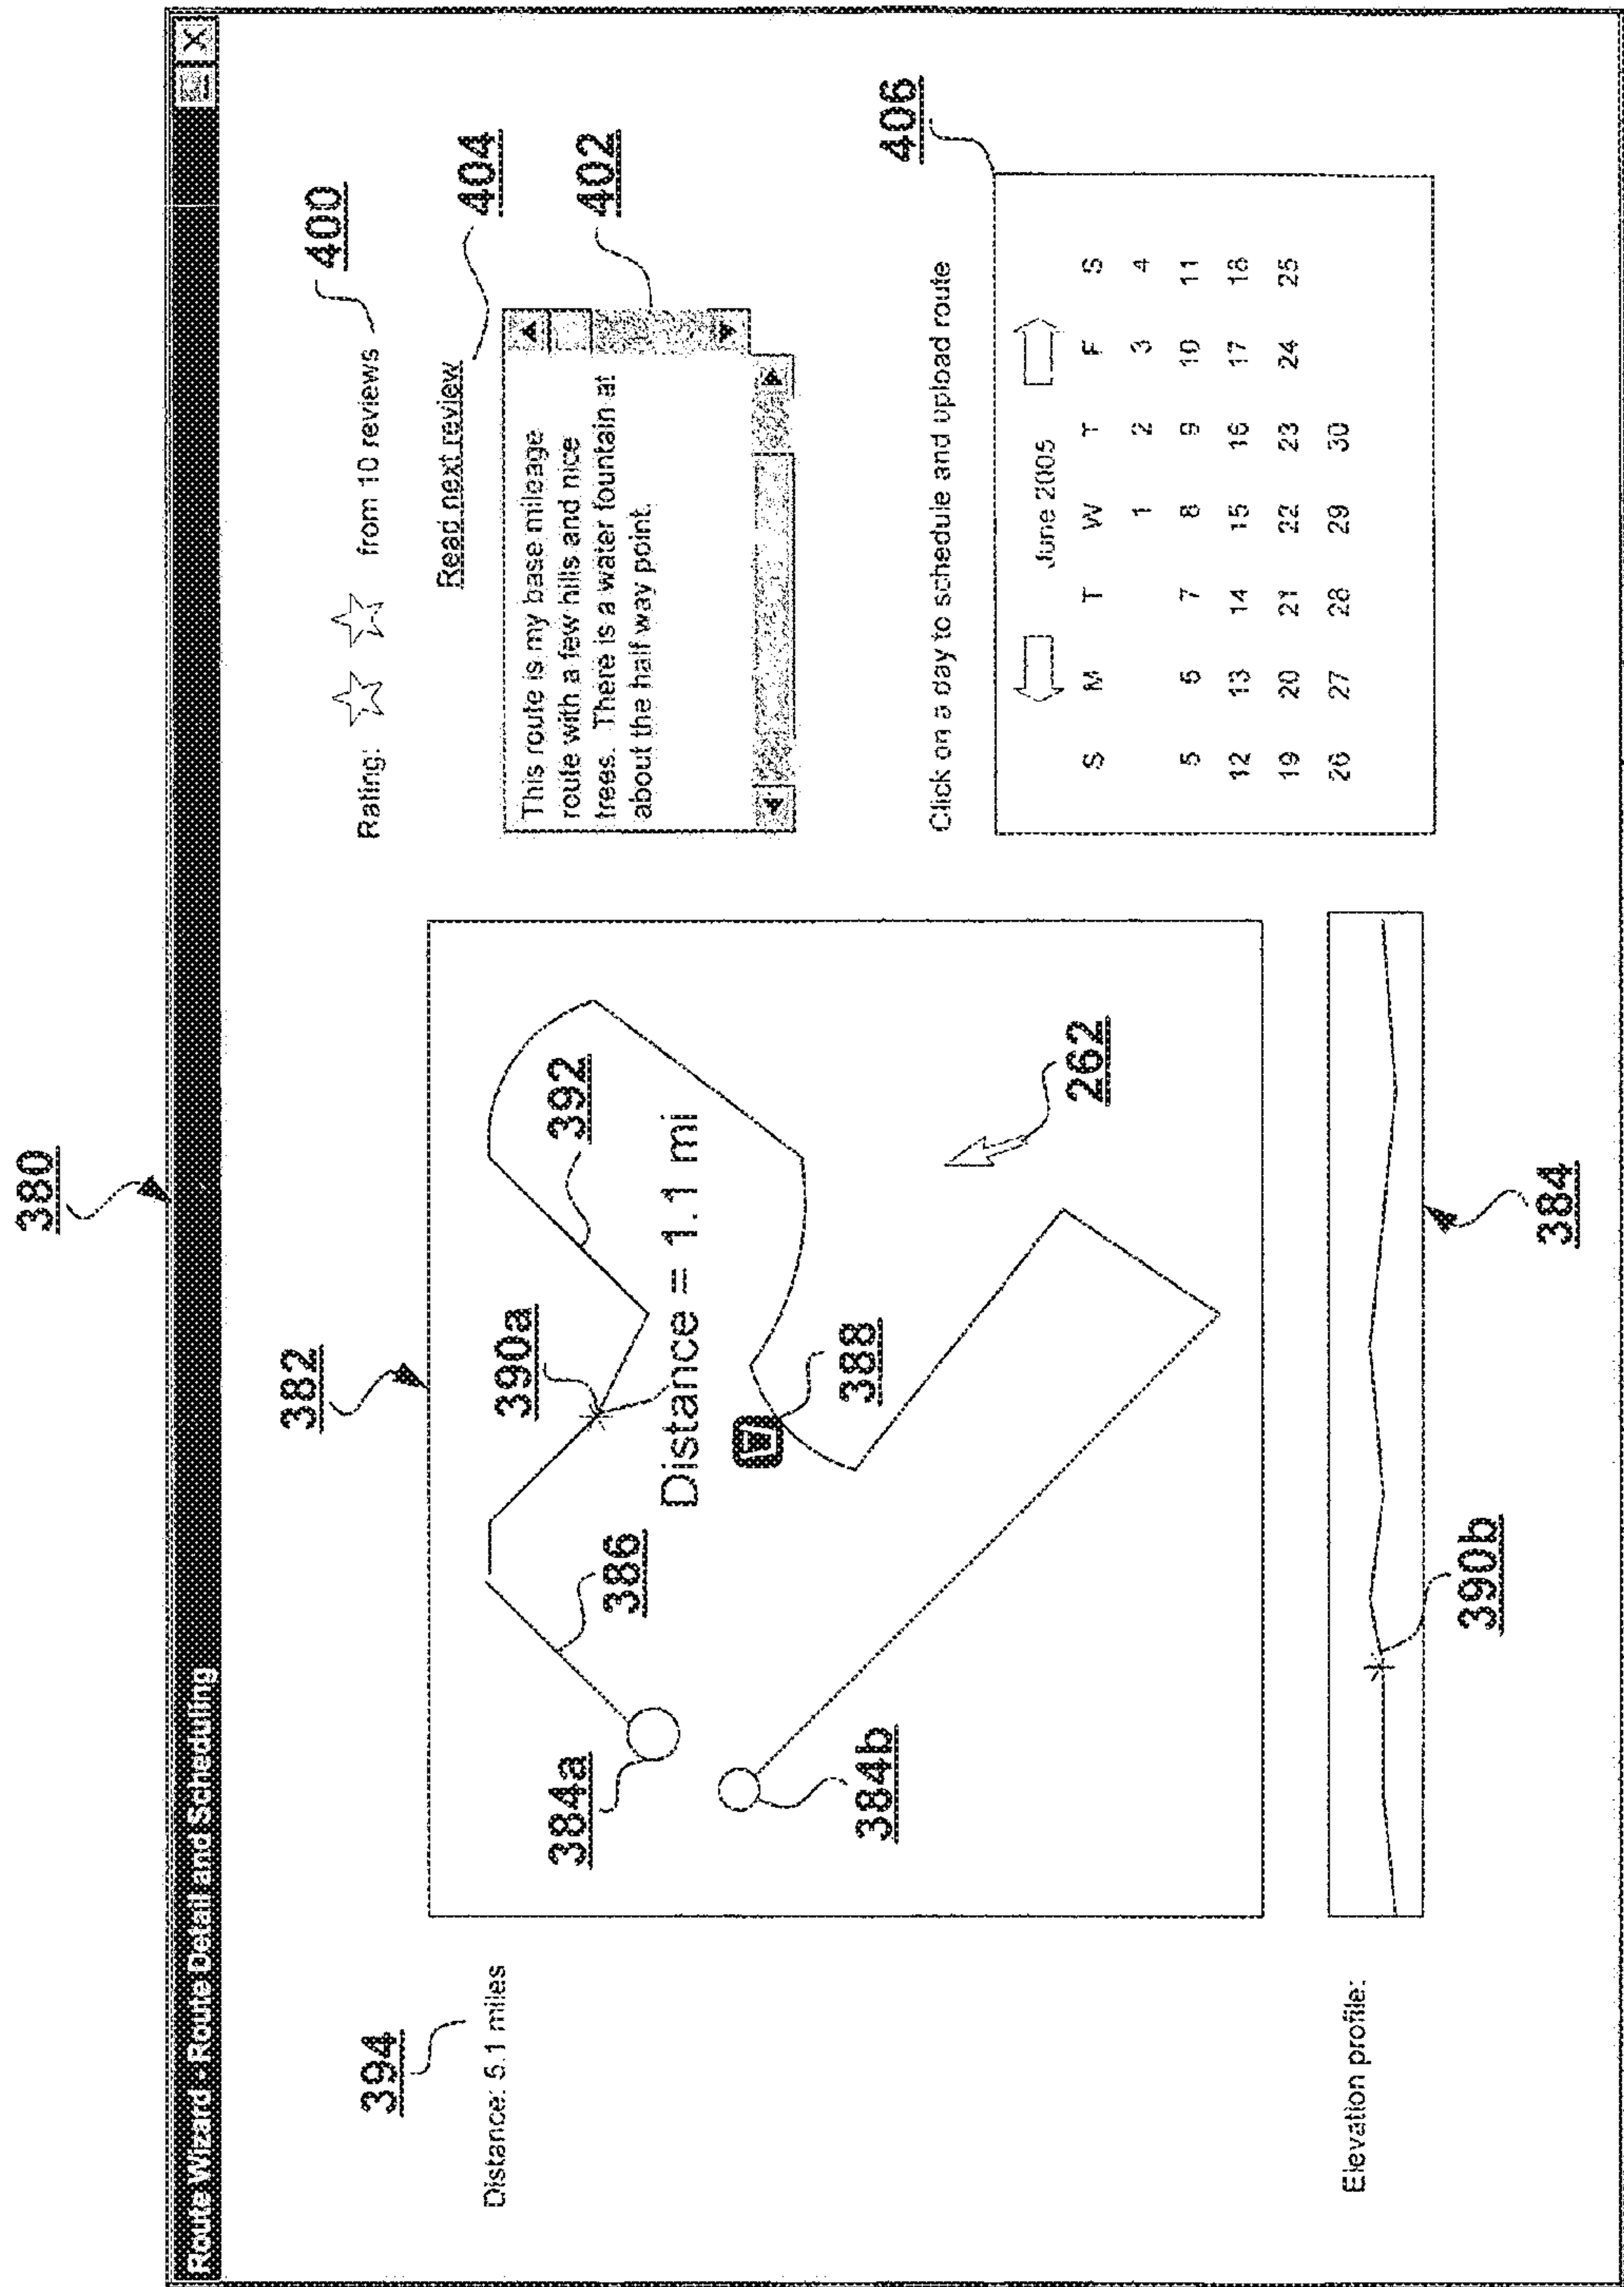 380
Route Wizard - Route Detail and Scheduling
382
400
Rating: from 10 reviews
394
Distance: 5.1 miles
Read next review
404
402
This route is my base mileage
route with a few hills and nice
trees. There is a water fountain at
about the half way point.
390a
392
384a
386
Distance = 1.1 mi
388
384b
262
406
Click on a day to schedule and upload route
June 2005
S M T W T F S
1 2 3 4
5 6 7 8 9 10 11
12 13 14 15 16 17 18
19 20 21 22 23 24 25
26 27 28 29 30
Elevation profile:
390b
384